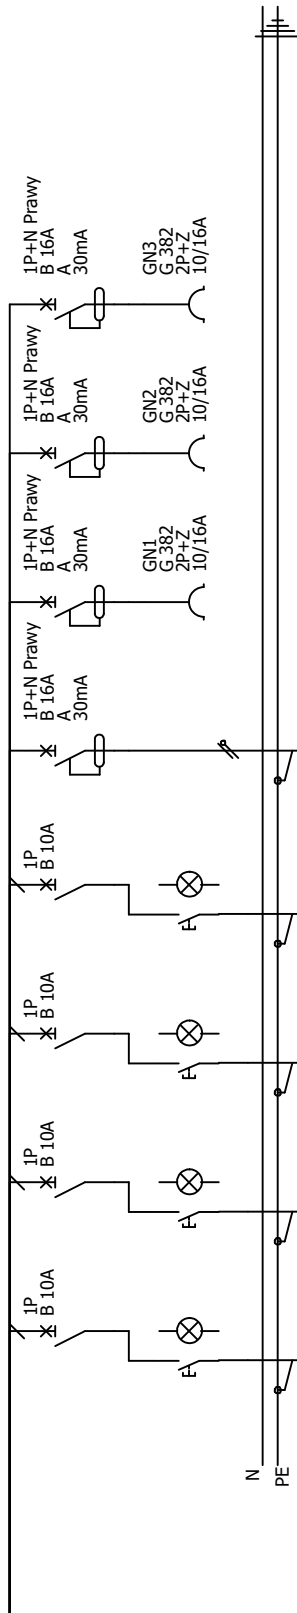 1P
B 10A
1P
B 10A
1P
B 10A
1P
B 10A
1P+N Prawy
B 16A
A
30mA
1P+N Prawy
B 16A
A
30mA
1P+N Prawy
B 16A
A
30mA
1P+N Prawy
B 16A
A
30mA
GN1
G 382
2P+Z
10/16A
GN2
G 382
2P+Z
10/16A
GN3
G 382
2P+Z
10/16A
N
PE